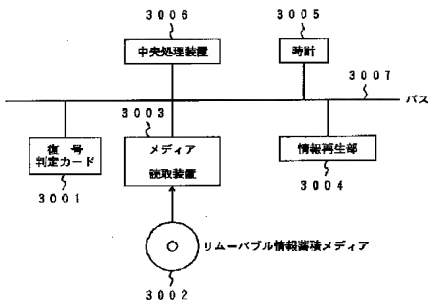 3006
3005
中央処理装置
時計
3007
バス
3003
復号
判定カード
メディア
読取装置
情報再生部
3001
3004
リムーバブル情報蓄積メディア
3002